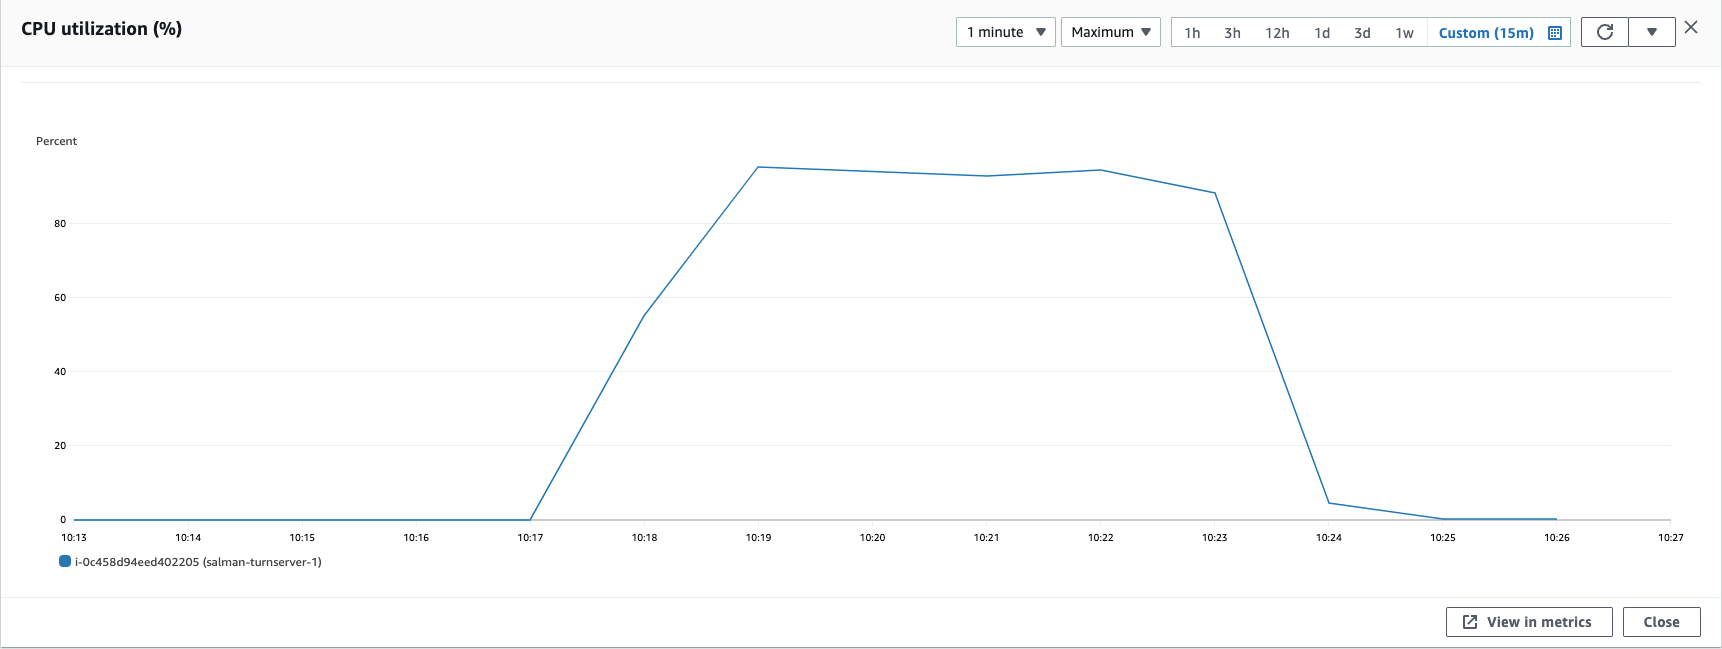 CPU utilization (%)
1 minute
Maximum
1h 3h 12h 1d 3d 1w Custom (15m)
Percent
80
60
40
20
0
10:13 10:14 10:15 10:16 10:17 10:18 10:19 10:20 10:21 10:22 10:23 10:24 10:25 10:26 10:27
i-0c458d94eed402205 (salman-turnserver-1)
View in metrics
Close